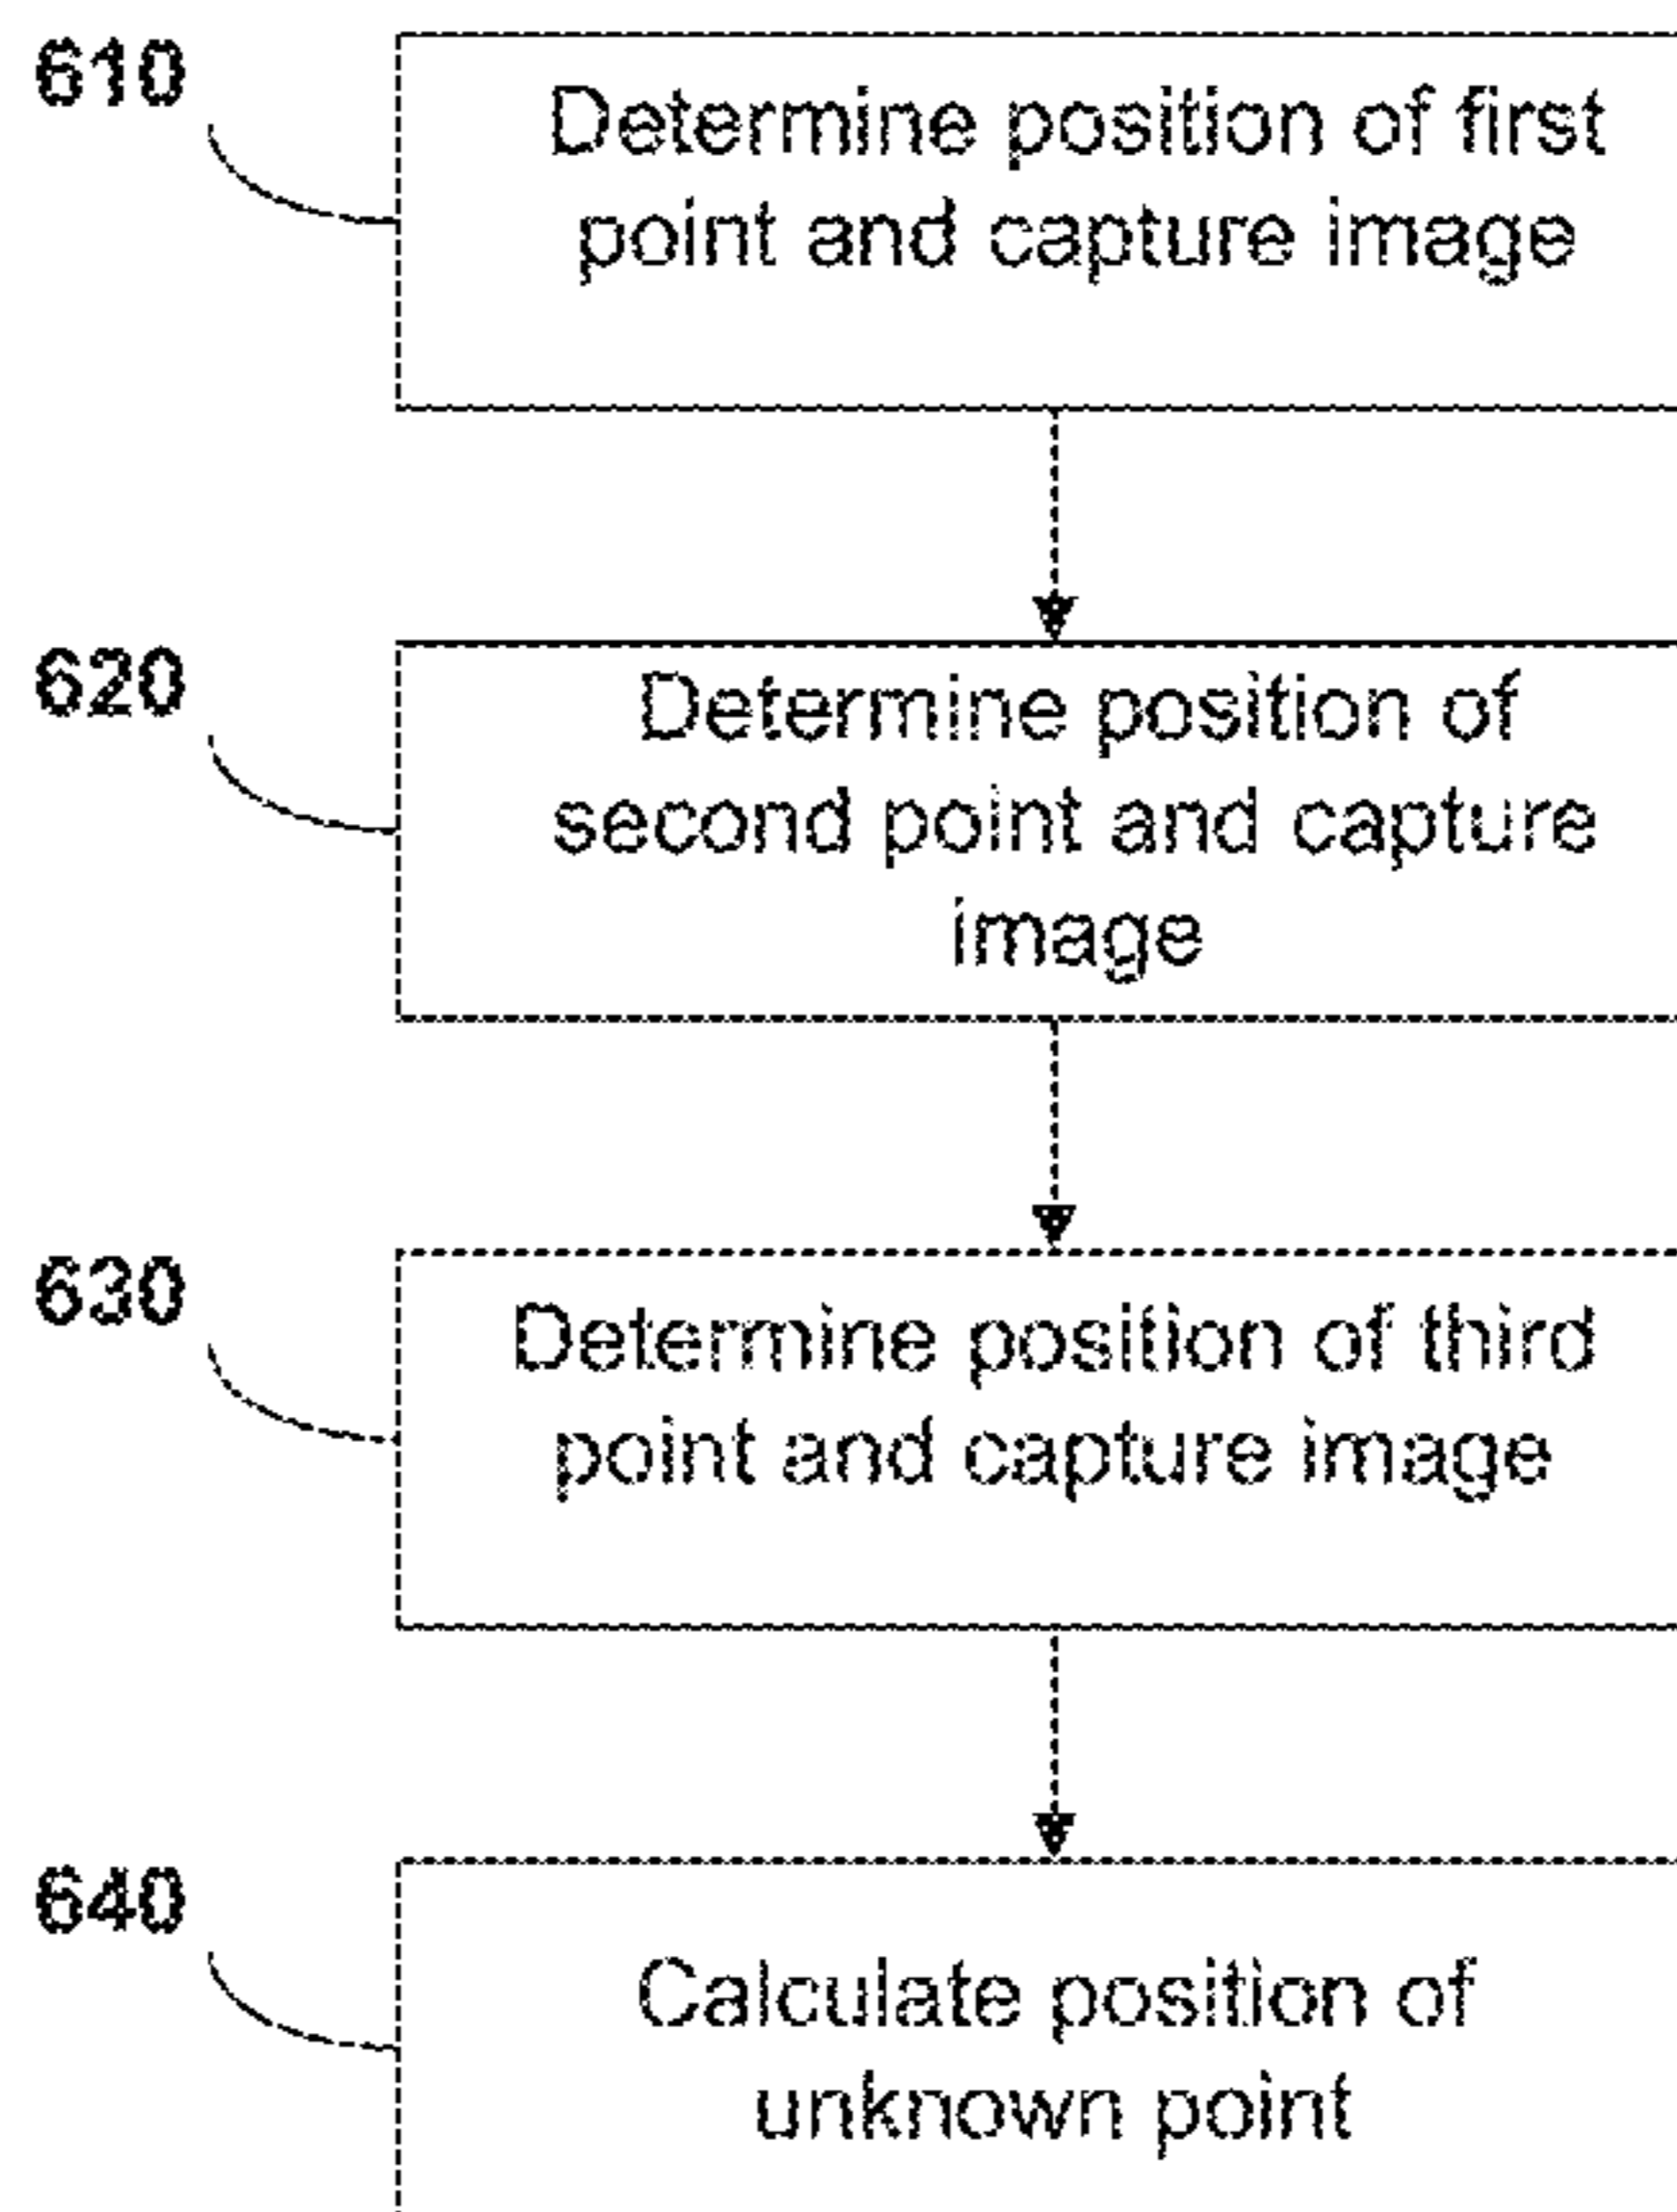 610
Determine position of first
point and capture image
620
Determine position of
second point and capture
image
630
Determine position of third
point and capture image
640
Calculate position of
unknown point